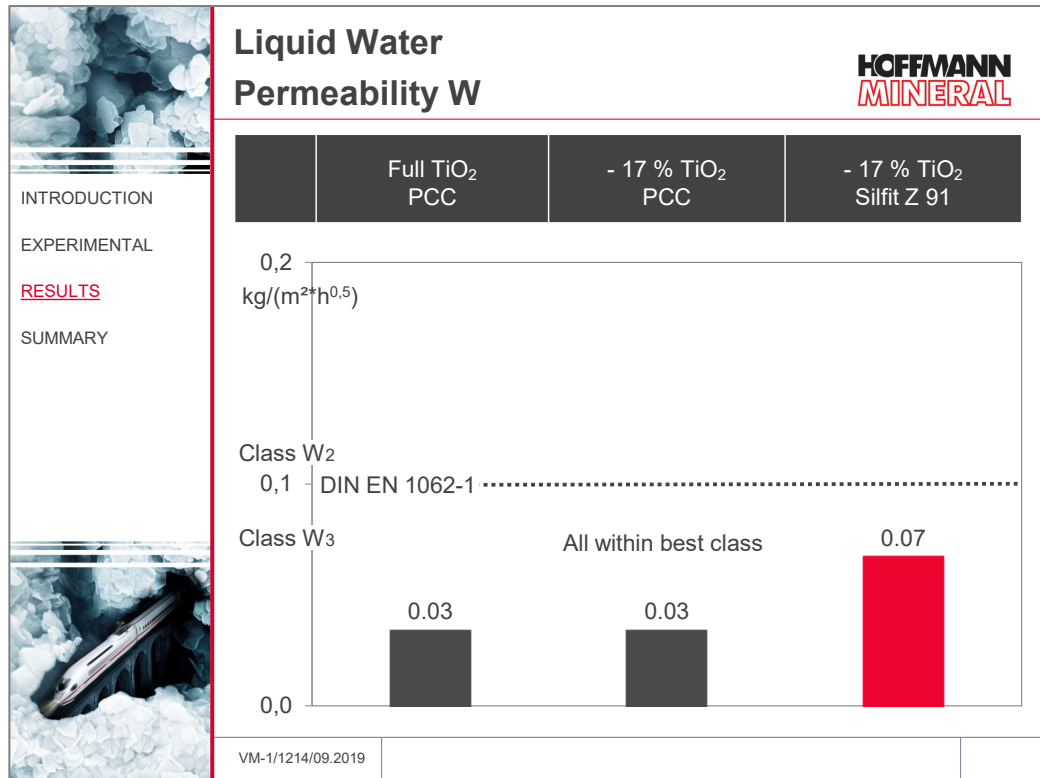 Liquid Water
Permeability W
HOFFMANN
MINERAL
INTRODUCTION
EXPERIMENTAL
RESULTS
SUMMARY
Full TiO₂
PCC
- 17 % TiO₂
PCC
- 17 % TiO₂
Silfit Z 91
0,2
kg/(m²*h⁰,⁵)
Class W2
0,1
DIN EN 1062-1
Class W3
All within best class
0.07
0.03
0.03
0,0
VM-1/1214/09.2019